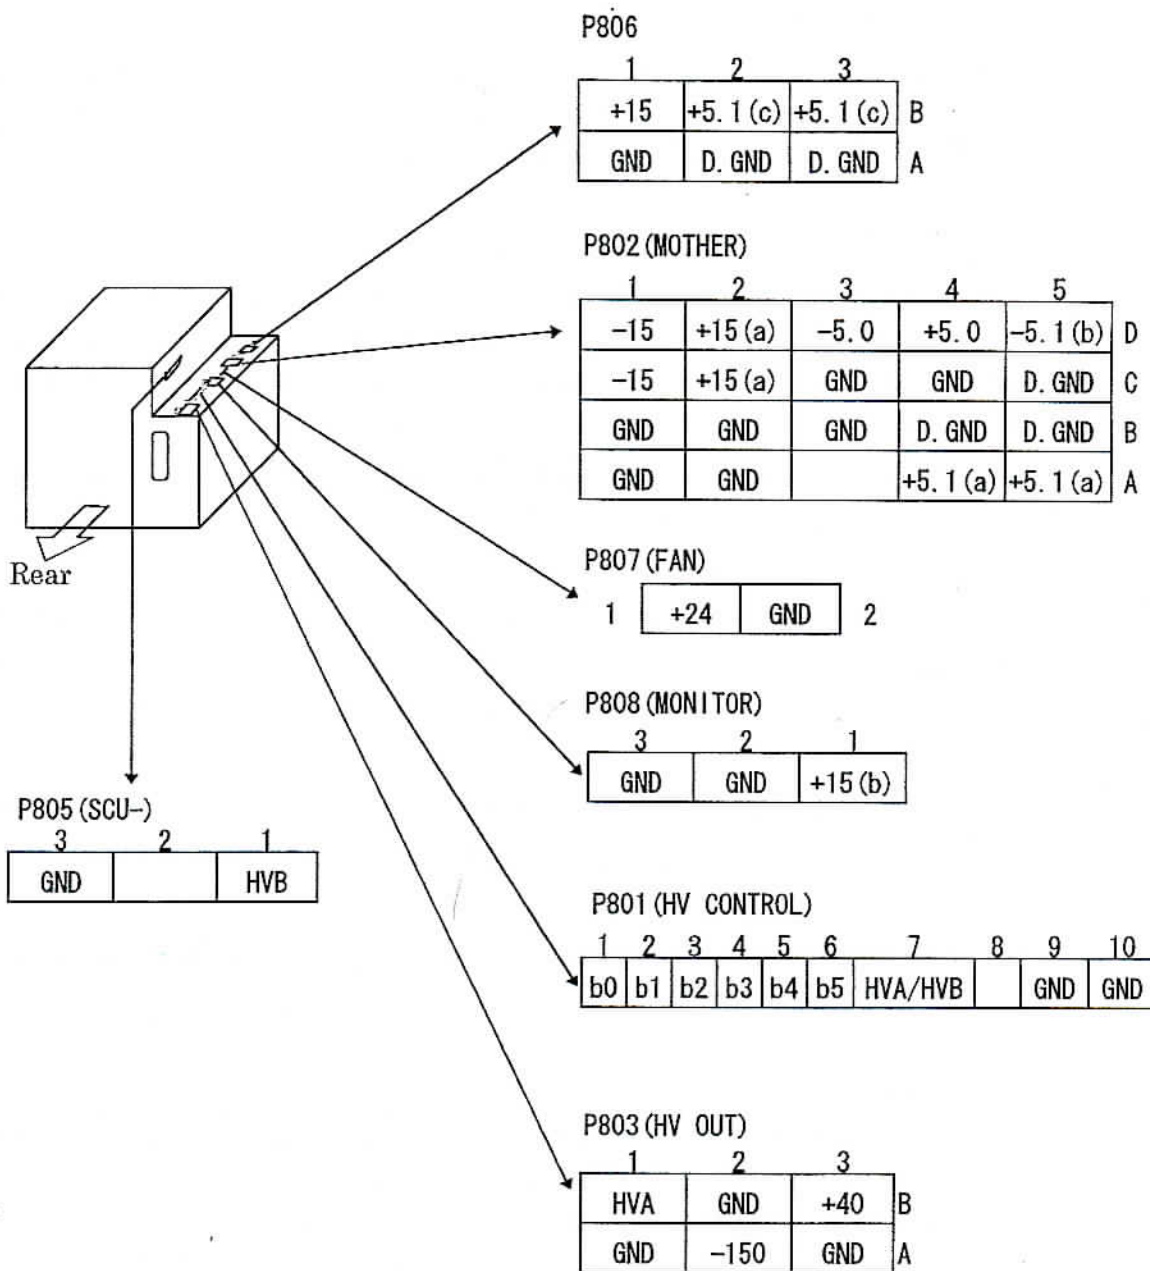 P806
1 2 3
+15 +5.1(c) +5.1(c) B
GND D.GND D.GND A
P802(MOTHER)
1 2 3 4 5
-15 +15(a) -5.0 +5.0 -5.1(b) D
-15 +15(a) GND GND D.GND C
GND GND GND D.GND D.GND B
GND GND +5.1(a) +5.1(a) A
Rear
P807(FAN)
1 +24 GND 2
P808(MONITOR)
3 2 1
GND GND +15(b)
P805(SCU-)
3 2 1
GND HVB
P801(HV CONTROL)
1 2 3 4 5 6 7 8 9 10
b0 b1 b2 b3 b4 b5 HVA/HVB GND GND
P803(HV OUT)
1 2 3
HVA GND +40 B
GND -150 GND A